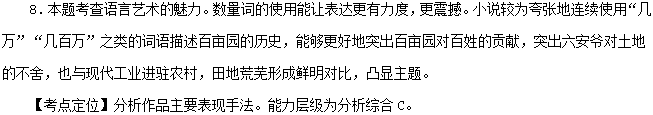 8．本题考查语言艺术的魅力。数量词的使用能让表达更有力度，更震撼。小说较为夸张地连续使用“几
万”“几百万”之类的词语描述百亩园的历史，能够更好地突出百亩园对百姓的贡献，突出六安爷对土地
的不舍，也与现代工业进驻农村，田地荒芜形成鲜明对比，凸显主题。
【考点定位】分析作品主要表现手法。能力层级为分析综合 C。